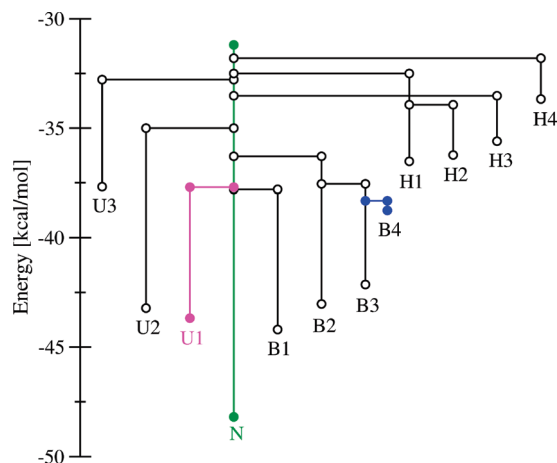 -30
-35
-40
-45
-50
Energy [kcal/mol]
H4
H3
H2
H1
U3
B4
B3
B2
U2
U1
B1
N